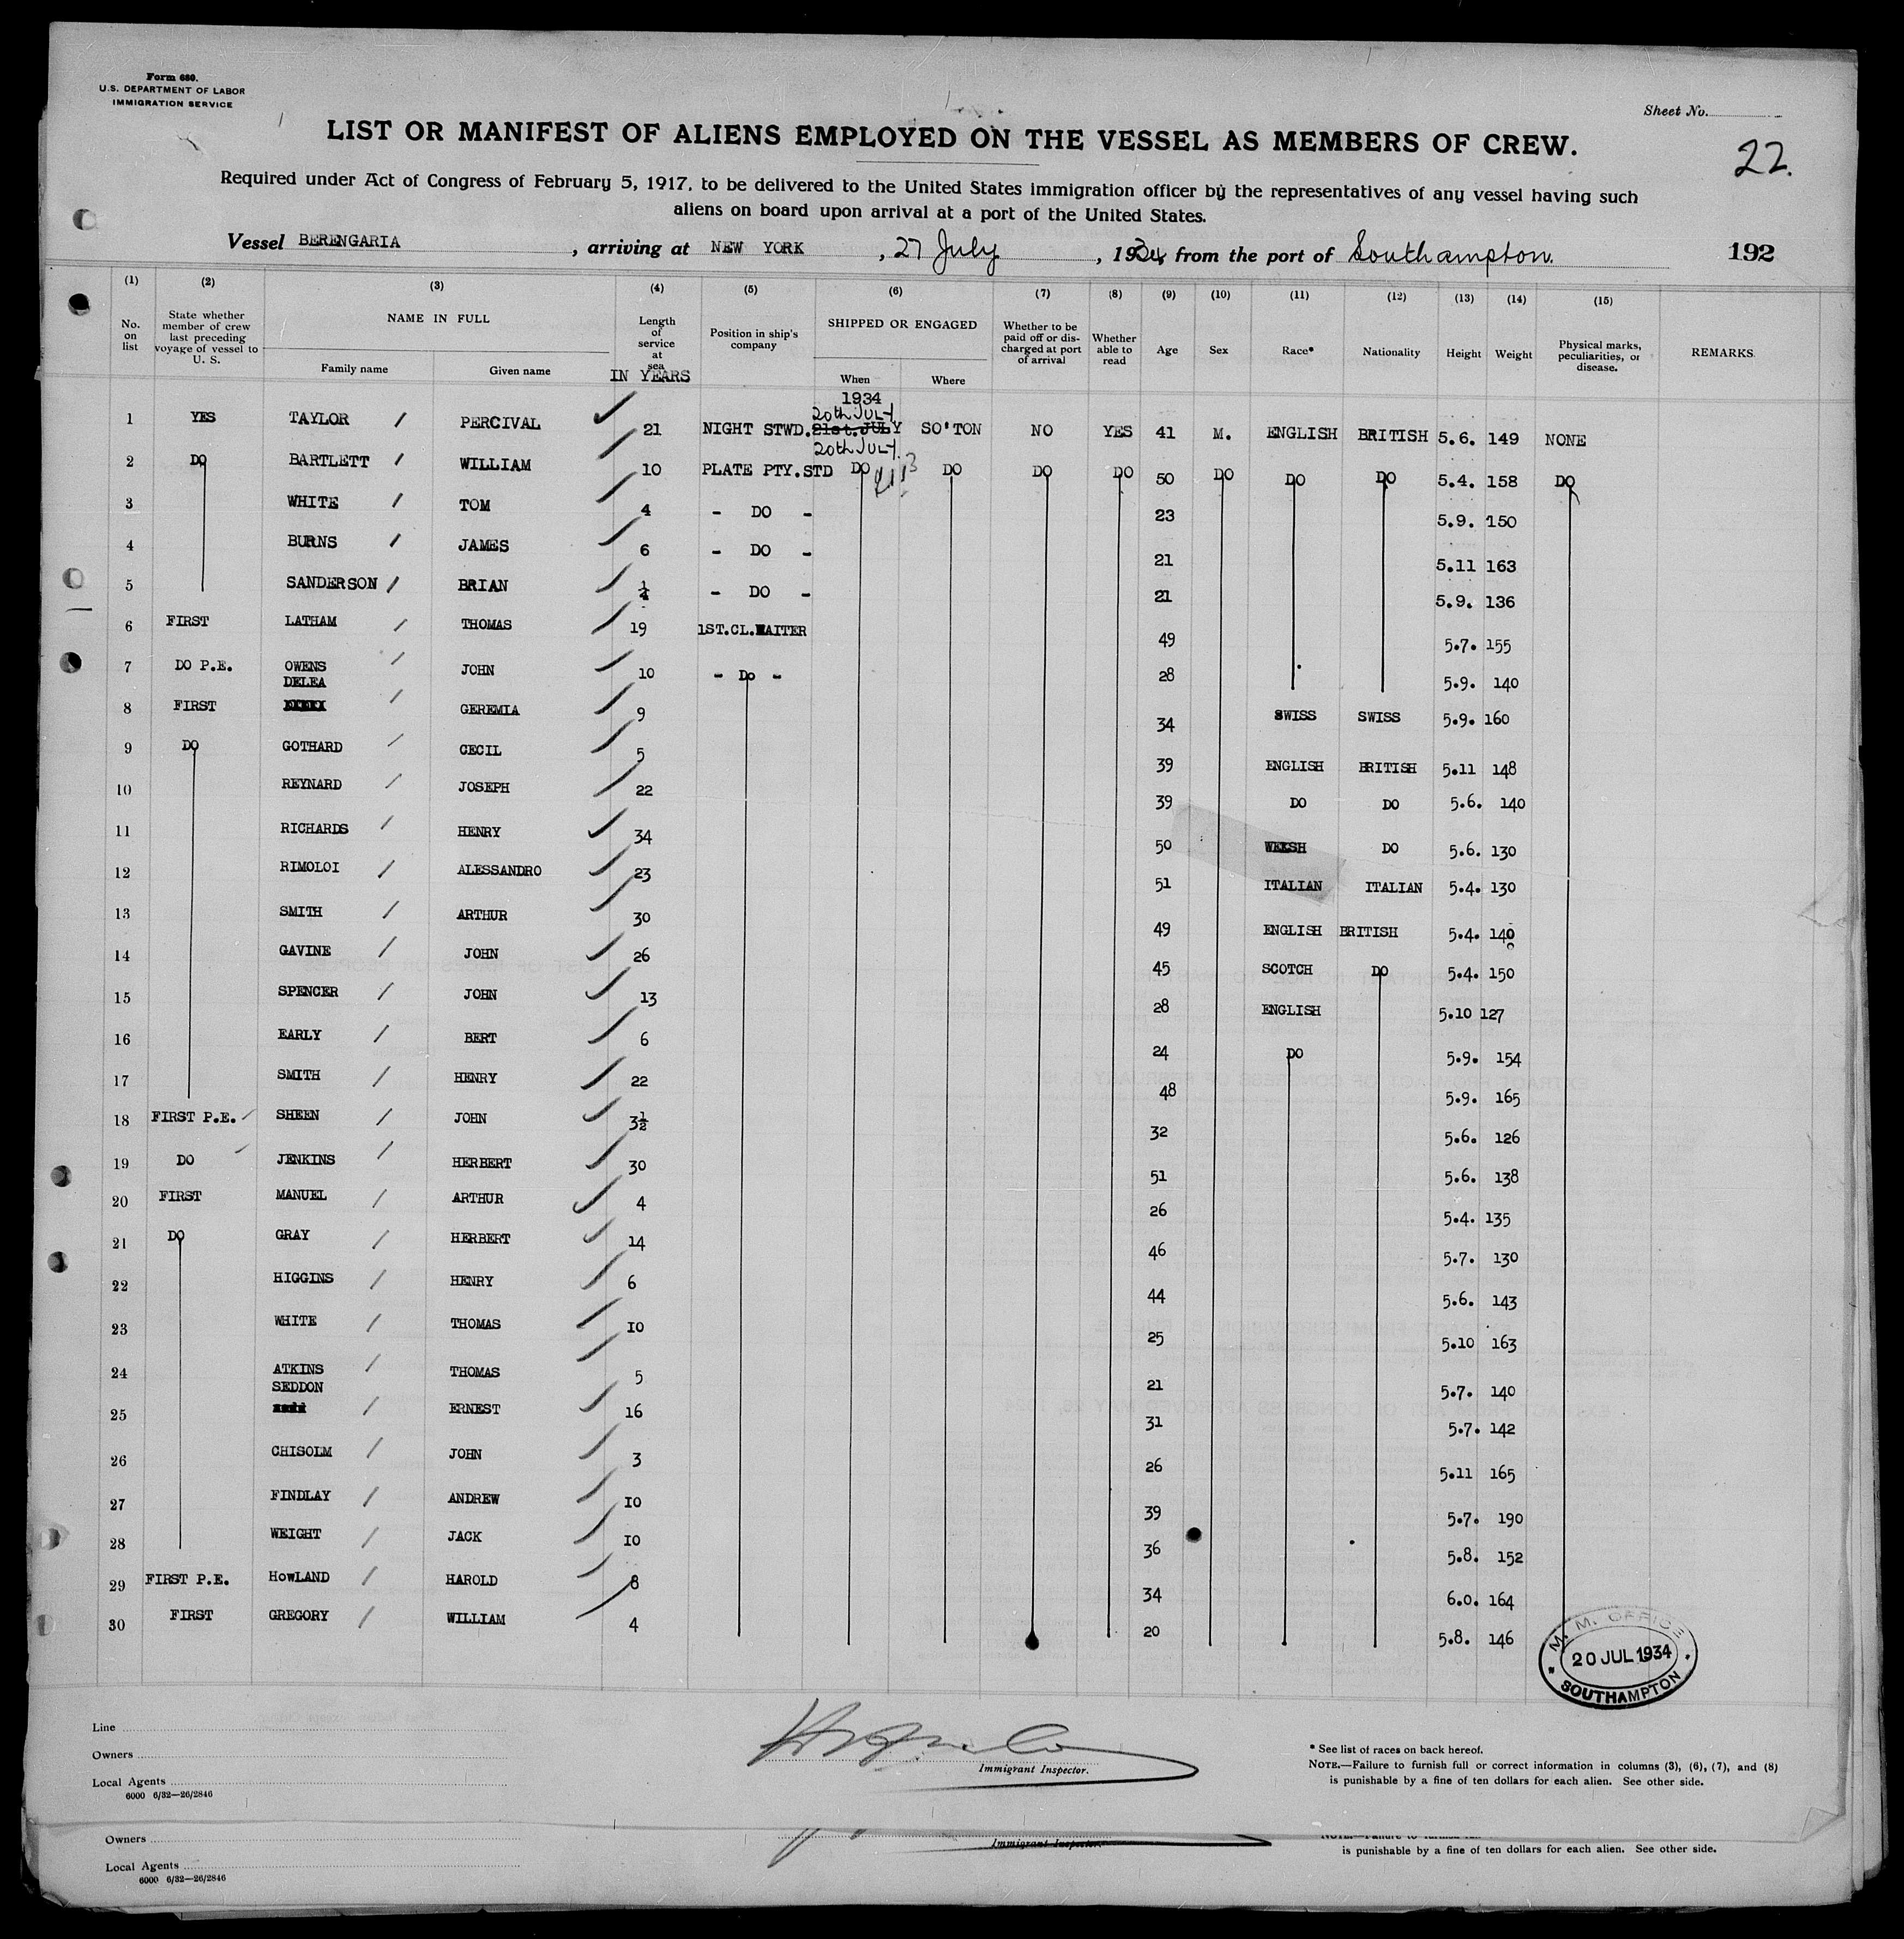 Form 680.
U.S. DEPARTMENT OF LABOR
IMMIGRATION SERVICE
Sheet No.
22.
LIST OR MANIFEST OF ALIENS EMPLOYED ON THE VESSEL AS MEMBERS OF CREW.
Required under Act of Congress of February 5, 1917, to be delivered to the United States immigration officer by the representatives of any vessel having such
aliens on board upon arrival at a port of the United States.
Vessel BERENGARIA, arriving at NEW YORK, 27 July, 1934 from the port of Southampton. 192
(1) (2) (3) (4) (5) (6) (7) (8) (9) (10) (11) (12) (13) (14) (15)
No. on list State whether member of crew last preceding voyage of vessel to U. S. NAME IN FULL Family name Given name Length of service at sea IN YEARS Position in ship's company SHIPPED OR ENGAGED When Where Whether to be paid off or discharged at port of arrival Whether able to read Age Sex Race* Nationality Height Weight Physical marks, peculiarities, or disease. REMARKS.
1934
20th JULY
1 YES TAYLOR PERCIVAL 21 NIGHT STWD. 21st.JULY SO'TON NO YES 41 M. ENGLISH BRITISH 5.6. 149 NONE
20th JULY.
2 DO BARTLETT WILLIAM 10 PLATE PTY.STD DO DO DO DO 50 DO DO DO 5.4. 158 DO
3 WHITE TOM 4 - DO - 23 5.9. 150
4 BURNS JAMES 6 - DO - 21 5.11 163
5 SANDERSON BRIAN ¼ - DO - 21 5.9. 136
6 FIRST LATHAM THOMAS 19 1ST.CL.WAITER 49 5.7. 155
7 DO P.E. OWENS JOHN 10 - Do - 28 5.9. 140
DELEA
8 FIRST GEREMIA 9 34 SWISS SWISS 5.9. 160
9 DO GOTHARD CECIL 5 39 ENGLISH BRITISH 5.11 148
10 REYNARD JOSEPH 22 39 DO DO 5.6. 140
11 RICHARDS HENRY 34 50 WELSH DO 5.6. 130
12 RIMOLOI ALESSANDRO 23 51 ITALIAN ITALIAN 5.4. 130
13 SMITH ARTHUR 30 49 ENGLISH BRITISH 5.4. 140
14 GAVINE JOHN 26 45 SCOTCH DO 5.4. 150
15 SPENCER JOHN 13 28 ENGLISH 5.10 127
16 EARLY BERT 6 24 DO 5.9. 154
17 SMITH HENRY 22 48 5.9. 165
18 FIRST P.E. SHEEN JOHN 3½ 32 5.6. 126
19 DO JENKINS HERBERT 30 51 5.6. 138
20 FIRST MANUEL ARTHUR 4 26 5.4. 135
21 DO GRAY HERBERT 14 46 5.7. 130
22 HIGGINS HENRY 6 44 5.6. 143
23 WHITE THOMAS 10 25 5.10 163
24 ATKINS THOMAS 5 21 5.7. 140
SEDDON
25 ERNEST 16 31 5.7. 142
26 CHISOLM JOHN 3 26 5.11 165
27 FINDLAY ANDREW 10 39 5.7. 190
28 WEIGHT JACK 10 36 5.8. 152
29 FIRST P.E. HowLAND HAROLD 8 34 6.0. 164
30 FIRST GREGORY WILLIAM 4 20 5.8. 146
M. M. OFFICE
20 JUL 1934
SOUTHAMPTON
Line
Owners
Local Agents
6000 6/32—26/2846
Immigrant Inspector.
* See list of races on back hereof.
NOTE.—Failure to furnish full or correct information in columns (3), (6), (7), and (8)
is punishable by a fine of ten dollars for each alien. See other side.
Owners
Local Agents
6000 6/32—26/2846
Immigrant Inspector.
is punishable by a fine of ten dollars for each alien. See other side.